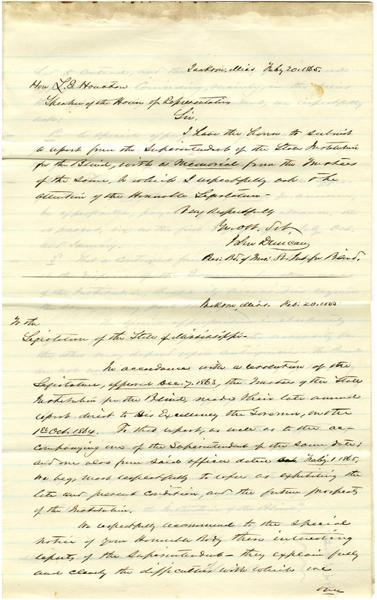 Jackson, Miss Feby 20, 1865.
Hon L. E. Houston
Speaker of the House of Representatives
Sir,
I have the honor to submit
a report from the Superintendent of the State Institution
for the Blind, with a Memorial from the Trustees
of the same, to which I respectfully ask the
attention of the Honorable Legislature—
Very Respectfully
Yr. Obt. Svt.
John Duncan
Pres. Bd of Trus. St. Inst. for Blind.
Jackson, Miss. Feb. 20. 1865
To the
Legislature of the State of Mississippi.
In accordance with a resolution of the
Legislature, approved Dec. 7, 1863, the Trustees of the State
Institution for the Blind, made their late annual
report direct to His Excellency the Governor, on the
1st Oct. 1864. To this report, as well as to the ac-
companying one of the Superintendent of the same date;
and one also from said officer dated Feby 1 1865,
we beg most respectfully to refer as exhibiting the
late and present condition, and the future prospects
of the Institution.
We respectfully recommend to the special
notice of your Honorable Body these interesting
reports of the Superintendent— they explain fully
and clearly the difficulties with which we